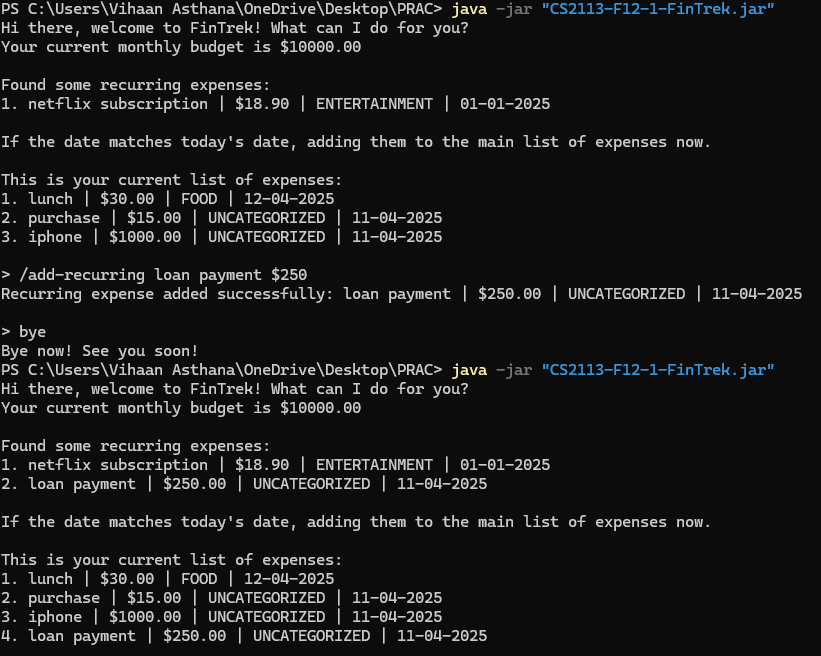 PS C:\Users\Vihaan Asthana\OneDrive\Desktop\PRAC> java -jar "CS2113-F12-1-FinTrek.jar"
Hi there, welcome to FinTrek! What can I do for you?
Your current monthly budget is $10000.00
Found some recurring expenses:
1. netflix subscription | $18.90 | ENTERTAINMENT | 01-01-2025
If the date matches today's date, adding them to the main list of expenses now.
This is your current list of expenses:
1. lunch | $30.00 | FOOD | 12-04-2025
2. purchase | $15.00 | UNCATEGORIZED | 11-04-2025
3. iphone | $1000.00 | UNCATEGORIZED | 11-04-2025
> /add-recurring loan payment $250
Recurring expense added successfully: loan payment | $250.00 | UNCATEGORIZED | 11-04-2025
> bye
Bye now! See you soon!
PS C:\Users\Vihaan Asthana\OneDrive\Desktop\PRAC> java -jar "CS2113-F12-1-FinTrek.jar"
Hi there, welcome to FinTrek! What can I do for you?
Your current monthly budget is $10000.00
Found some recurring expenses:
1. netflix subscription | $18.90 | ENTERTAINMENT | 01-01-2025
2. loan payment | $250.00 | UNCATEGORIZED | 11-04-2025
If the date matches today's date, adding them to the main list of expenses now.
This is your current list of expenses:
1. lunch | $30.00 | FOOD | 12-04-2025
2. purchase | $15.00 | UNCATEGORIZED | 11-04-2025
3. iphone | $1000.00 | UNCATEGORIZED | 11-04-2025
4. loan payment | $250.00 | UNCATEGORIZED | 11-04-2025